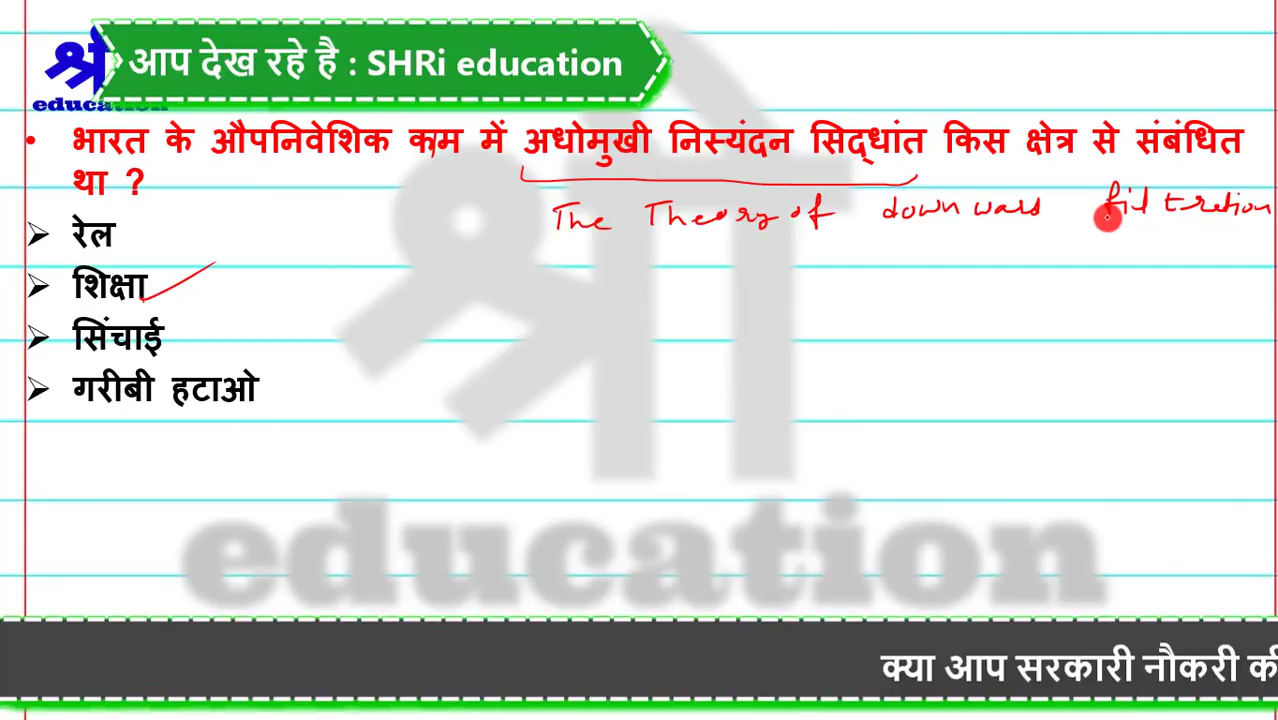 श्री
education
आप देख रहे है : SHRi education
• भारत के औपनिवेशिक काम में अधोमुखी निस्यंदन सिद्धांत किस क्षेत्र से संबंधित
था ?
The Theory of downward filtration
➢ रेल
➢ शिक्षा
➢ सिंचाई
➢ गरीबी हटाओ
श्री
education
क्या आप सरकारी नौकरी की